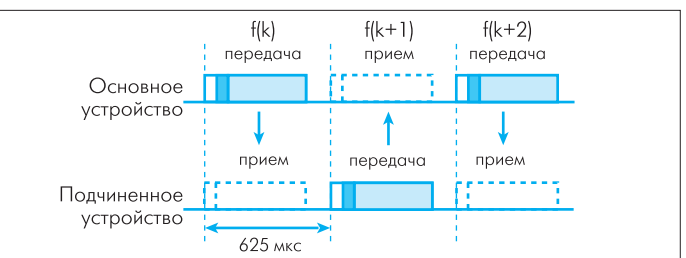 f(k) f(k+1) f(k+2)
передача прием передача
Основное
устройство
прием передача прием
Подчиненное
устройство
625 мкс